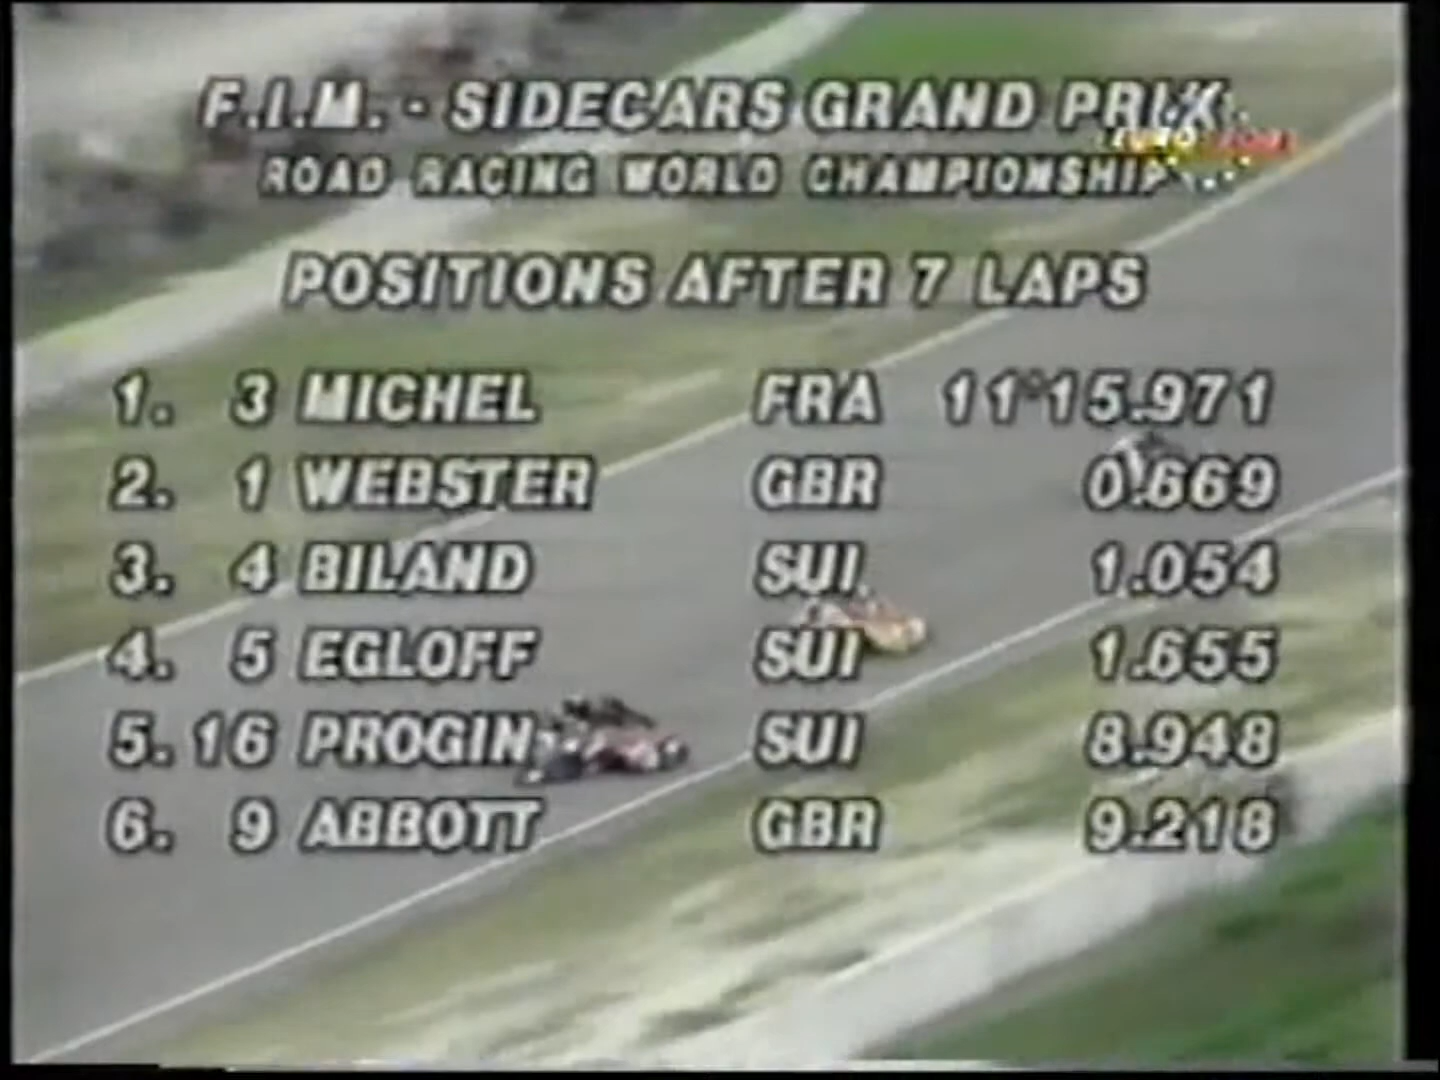 F.I.M. - SIDECARS GRAND PRIX
EUROSPORT
ROAD RACING WORLD CHAMPIONSHIP
POSITIONS AFTER 7 LAPS
1. 3 MICHEL FRA 11'15.971
2. 1 WEBSTER GBR 0.669
3. 4 BILAND SUI 1.054
4. 5 EGLOFF SUI 1.655
5. 16 PROGIN SUI 8.948
6. 9 ABBOTT GBR 9.218